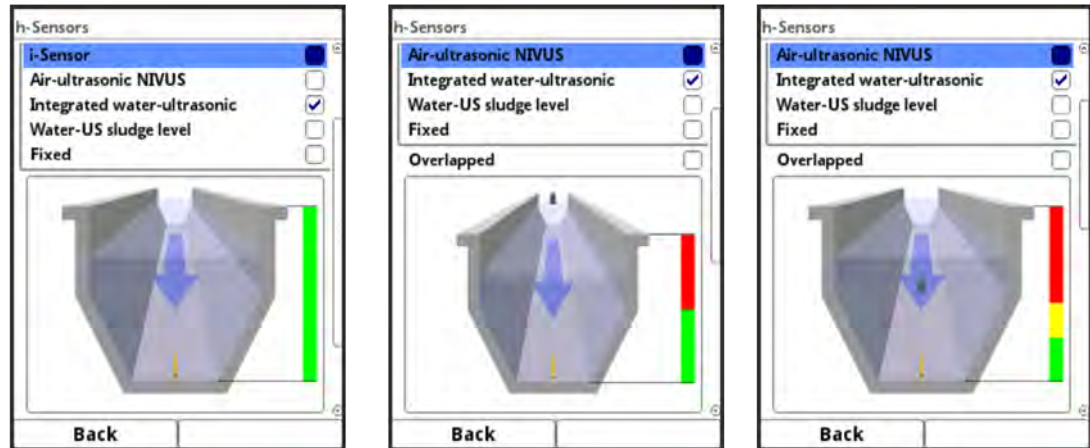 h-Sensors
i-Sensor
Air-ultrasonic NIVUS
Integrated water-ultrasonic
Water-US sludge level
Fixed
Back
h-Sensors
Air-ultrasonic NIVUS
Integrated water-ultrasonic
Water-US sludge level
Fixed
Overlapped
Back
h-Sensors
Air-ultrasonic NIVUS
Integrated water-ultrasonic
Water-US sludge level
Fixed
Overlapped
Back